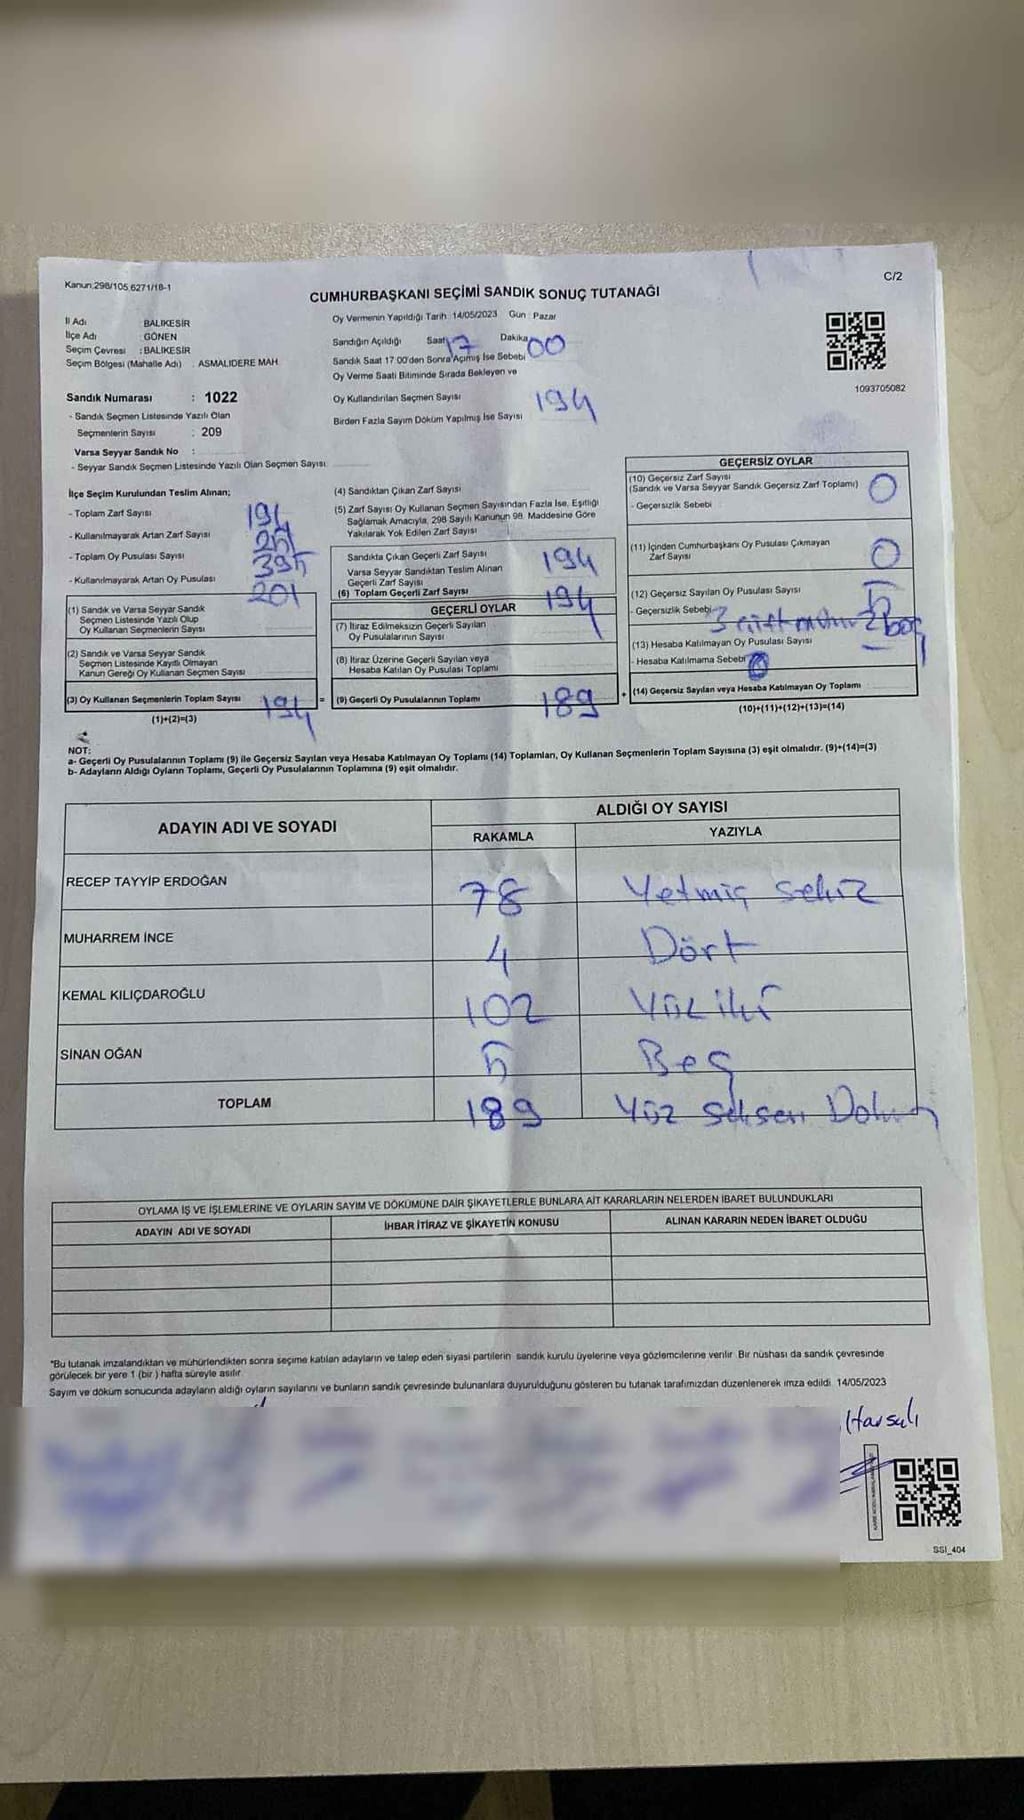 Kanun:298/105,6271/18-1
C/2
CUMHURBAŞKANI SEÇİMİ SANDIK SONUÇ TUTANAĞI
İl Adı : BALIKESİR
İlçe Adı : GÖNEN
Seçim Çevresi : BALIKESİR
Seçim Bölgesi (Mahalle Adı) : ASMALIDERE MAH.
Sandık Numarası : 1022
- Sandık Seçmen Listesinde Yazılı Olan
Seçmenlerin Sayısı : 209
Varsa Seyyar Sandık No :
- Seyyar Sandık Seçmen Listesinde Yazılı Olan Seçmen Sayısı:
Oy Vermenin Yapıldığı Tarih : 14/05/2023 Gün : Pazar
Sandığın Açıldığı Saat 17 Dakika 00
Sandık Saat 17:00'den Sonra Açılmış İse Sebebi
Oy Verme Saati Bitiminde Sırada Bekleyen ve
Oy Kullandırılan Seçmen Sayısı 194
Birden Fazla Sayım Döküm Yapılmış İse Sayısı
1093705082
İlçe Seçim Kurulundan Teslim Alınan;
- Toplam Zarf Sayısı 194
- Kullanılmayarak Artan Zarf Sayısı
- Toplam Oy Pusulası Sayısı 395
- Kullanılmayarak Artan Oy Pusulası 201
(1) Sandık ve Varsa Seyyar Sandık
Seçmen Listesinde Yazılı Olup
Oy Kullanan Seçmenlerin Sayısı
(2) Sandık ve Varsa Seyyar Sandık
Seçmen Listesinde Kayıtlı Olmayan
Kanun Gereği Oy Kullanan Seçmen Sayısı
(3) Oy Kullanan Seçmenlerin Toplam Sayısı 194 =
(1)+(2)=(3)
(4) Sandıktan Çıkan Zarf Sayısı
(5) Zarf Sayısı Oy Kullanan Seçmen Sayısından Fazla İse, Eşitliği
Sağlamak Amacıyla, 298 Sayılı Kanunun 98. Maddesine Göre
Yakılarak Yok Edilen Zarf Sayısı
Sandıkta Çıkan Geçerli Zarf Sayısı 194
Varsa Seyyar Sandıktan Teslim Alınan
Geçerli Zarf Sayısı
(6) Toplam Geçerli Zarf Sayısı 194
GEÇERLİ OYLAR
(7) İtiraz Edilmeksizin Geçerli Sayılan
Oy Pusulalarının Sayısı
(8) İtiraz Üzerine Geçerli Sayılan veya
Hesaba Katılan Oy Pusulası Toplamı
(9) Geçerli Oy Pusulalarının Toplamı 189 +
GEÇERSİZ OYLAR
(10) Geçersiz Zarf Sayısı
(Sandık ve Varsa Seyyar Sandık Geçersiz Zarf Toplamı) 0
- Geçersizlik Sebebi
(11) İçinden Cumhurbaşkanı Oy Pusulası Çıkmayan
Zarf Sayısı 0
(12) Geçersiz Sayılan Oy Pusulası Sayısı 5
- Geçersizlik Sebebi 3 çift mühür 2 boş
(13) Hesaba Katılmayan Oy Pusulası Sayısı
- Hesaba Katılmama Sebebi
(14) Geçersiz Sayılan veya Hesaba Katılmayan Oy Toplamı
(10)+(11)+(12)+(13)=(14)
NOT:
a- Geçerli Oy Pusulalarının Toplamı (9) ile Geçersiz Sayılan veya Hesaba Katılmayan Oy Toplamı (14) Toplamları, Oy Kullanan Seçmenlerin Toplam Sayısına (3) eşit olmalıdır. (9)+(14)=(3)
b- Adayların Aldığı Oyların Toplamı, Geçerli Oy Pusulalarının Toplamına (9) eşit olmalıdır.
ADAYIN ADI VE SOYADI
ALDIĞI OY SAYISI
RAKAMLA YAZIYLA
RECEP TAYYİP ERDOĞAN 78 Yetmiş sekiz
MUHARREM İNCE 4 Dört
KEMAL KILIÇDAROĞLU 102 Yüz iki
SİNAN OĞAN 5 Beş
TOPLAM 189 Yüz seksen Dokuz
OYLAMA İŞ VE İŞLEMLERİNE VE OYLARIN SAYIM VE DÖKÜMÜNE DAİR ŞİKAYETLERLE BUNLARA AİT KARARLARIN NELERDEN İBARET BULUNDUKLARI
ADAYIN ADI VE SOYADI İHBAR İTİRAZ VE ŞİKAYETİN KONUSU ALINAN KARARIN NEDEN İBARET OLDUĞU
*Bu tutanak imzalandıktan ve mühürlendikten sonra seçime katılan adayların ve talep eden siyasi partilerin sandık kurulu üyelerine veya gözlemcilerine verilir. Bir nüshası da sandık çevresinde
görülecek bir yere 1 (bir ) hafta süreyle asılır.
Sayım ve döküm sonucunda adayların aldığı oyların sayılarını ve bunların sandık çevresinde bulunanlara duyurulduğunu gösteren bu tutanak tarafımızdan düzenlenerek imza edildi. 14/05/2023
Harsalı
SSI_404